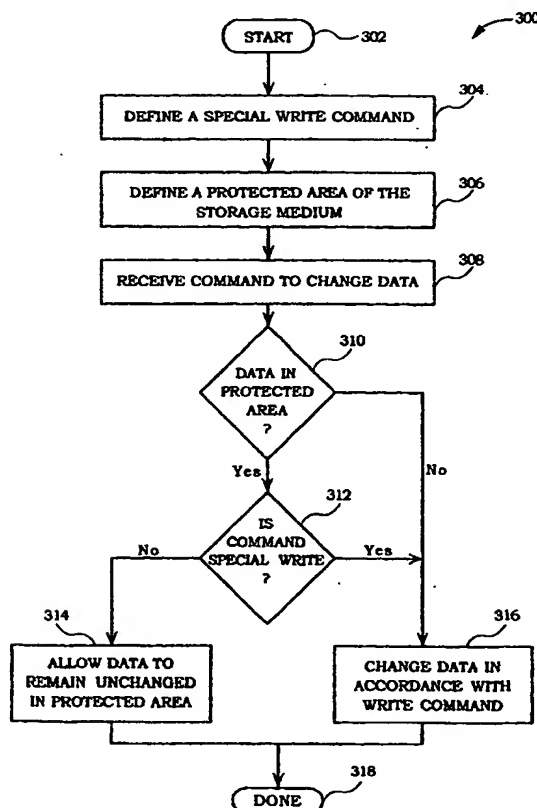 300
START
302
304
DEFINE A SPECIAL WRITE COMMAND
306
DEFINE A PROTECTED AREA OF THE
STORAGE MEDIUM
RECEIVE COMMAND TO CHANGE DATA
308
310
DATA IN
PROTECTED
AREA
?
No
Yes
312
IS
COMMAND
SPECIAL WRITE
?
No
Yes
314
316
ALLOW DATA TO
REMAIN UNCHANGED
IN PROTECTED AREA
CHANGE DATA IN
ACCORDANCE WITH
WRITE COMMAND
318
DONE